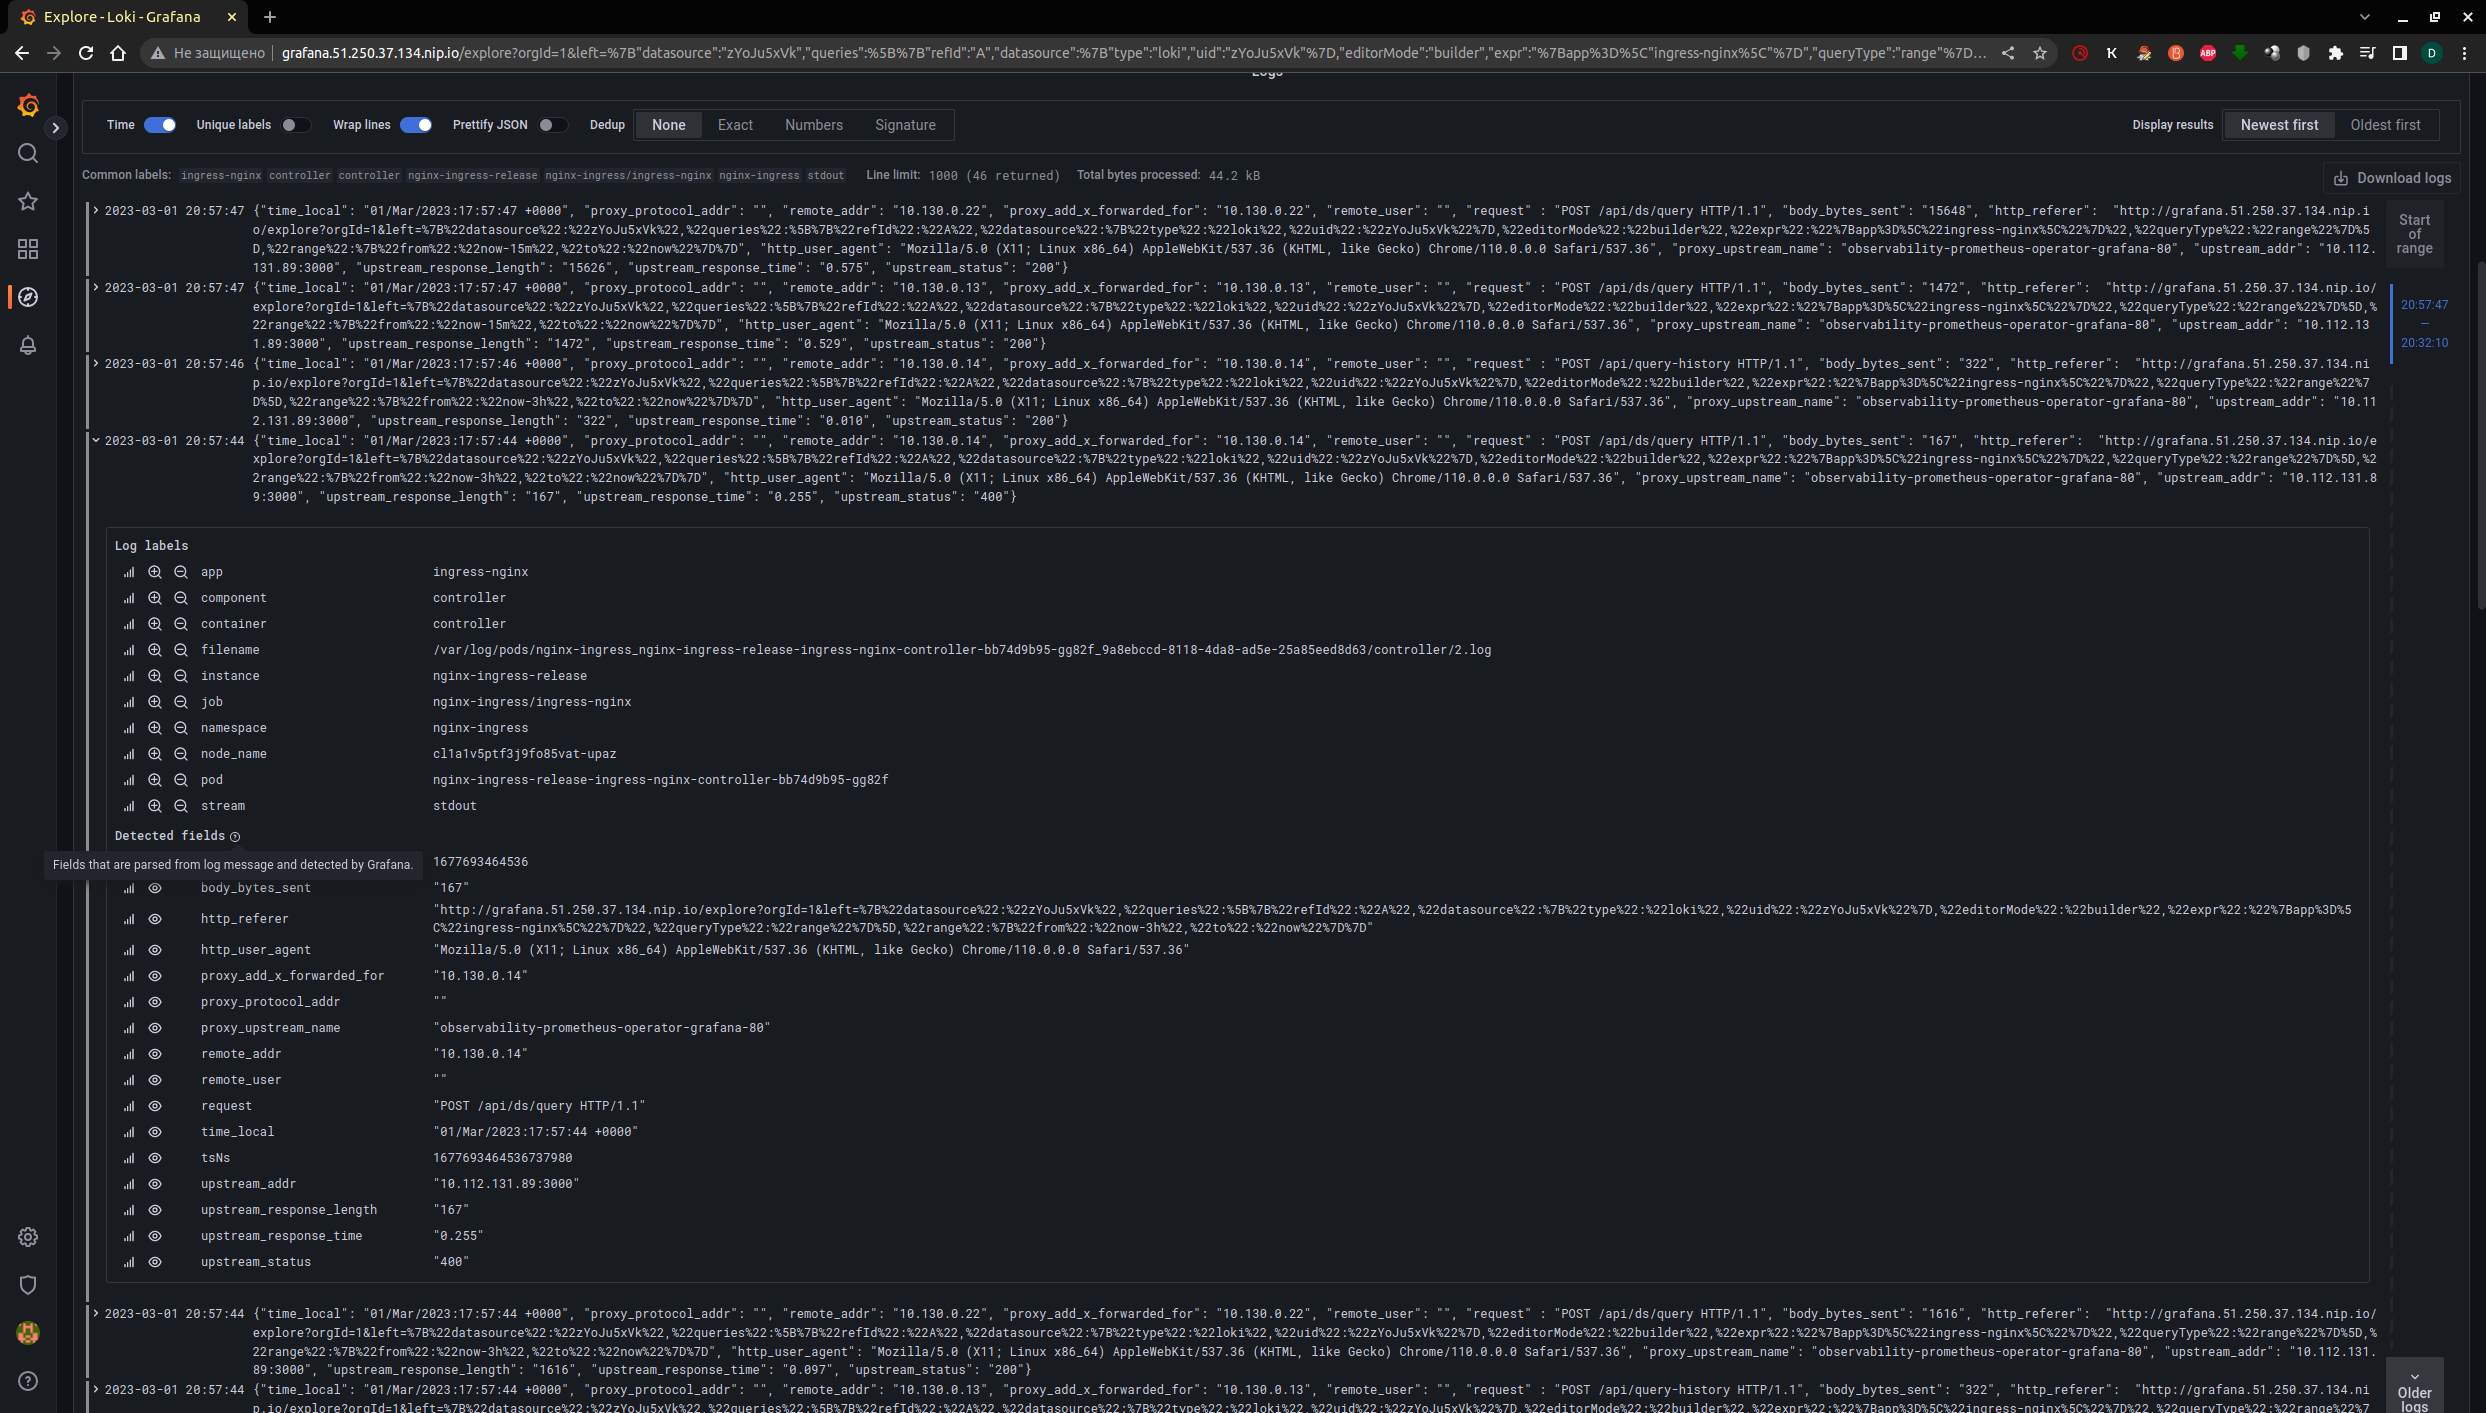 Explore - Loki - Grafana
Не защищено
grafana.51.250.37.134.nip.io/explore?orgId=1&left=%7B"datasource":"zYoJu5xVk","queries":%5B%7B"refId":"A","datasource":%7B"type":"loki","uid":"zYoJu5xVk"%7D,"editorMode":"builder","expr":"%7Bapp%3D%5C"ingress-nginx%5C"%7D","queryType":"range"%7D...
Logs
Time Unique labels Wrap lines Prettify JSON Dedup None Exact Numbers Signature Display results Newest first Oldest first
Common labels: ingress-nginx controller controller nginx-ingress-release nginx-ingress/ingress-nginx nginx-ingress stdout Line limit: 1000 (46 returned) Total bytes processed: 44.2 kB
Download logs
2023-03-01 20:57:47 {"time_local": "01/Mar/2023:17:57:47 +0000", "proxy_protocol_addr": "", "remote_addr": "10.130.0.22", "proxy_add_x_forwarded_for": "10.130.0.22", "remote_user": "", "request" : "POST /api/ds/query HTTP/1.1", "body_bytes_sent": "15648", "http_referer":  "http://grafana.51.250.37.134.nip.i
o/explore?orgId=1&left=%7B%22datasource%22:%22zYoJu5xVk%22,%22queries%22:%5B%7B%22refId%22:%22A%22,%22datasource%22:%7B%22type%22:%22loki%22,%22uid%22:%22zYoJu5xVk%22%7D,%22editorMode%22:%22builder%22,%22expr%22:%22%7Bapp%3D%5C%22ingress-nginx%5C%22%7D%22,%22queryType%22:%22range%22%7D%5
D,%22range%22:%7B%22from%22:%22now-15m%22,%22to%22:%22now%22%7D%7D", "http_user_agent": "Mozilla/5.0 (X11; Linux x86_64) AppleWebKit/537.36 (KHTML, like Gecko) Chrome/110.0.0.0 Safari/537.36", "proxy_upstream_name": "observability-prometheus-operator-grafana-80", "upstream_addr": "10.112.
131.89:3000", "upstream_response_length": "15626", "upstream_response_time": "0.575", "upstream_status": "200"}
Start
of
range
2023-03-01 20:57:47 {"time_local": "01/Mar/2023:17:57:47 +0000", "proxy_protocol_addr": "", "remote_addr": "10.130.0.13", "proxy_add_x_forwarded_for": "10.130.0.13", "remote_user": "", "request" : "POST /api/ds/query HTTP/1.1", "body_bytes_sent": "1472", "http_referer":  "http://grafana.51.250.37.134.nip.io/
explore?orgId=1&left=%7B%22datasource%22:%22zYoJu5xVk%22,%22queries%22:%5B%7B%22refId%22:%22A%22,%22datasource%22:%7B%22type%22:%22loki%22,%22uid%22:%22zYoJu5xVk%22%7D,%22editorMode%22:%22builder%22,%22expr%22:%22%7Bapp%3D%5C%22ingress-nginx%5C%22%7D%22,%22queryType%22:%22range%22%7D%5D,%
22range%22:%7B%22from%22:%22now-15m%22,%22to%22:%22now%22%7D%7D", "http_user_agent": "Mozilla/5.0 (X11; Linux x86_64) AppleWebKit/537.36 (KHTML, like Gecko) Chrome/110.0.0.0 Safari/537.36", "proxy_upstream_name": "observability-prometheus-operator-grafana-80", "upstream_addr": "10.112.13
1.89:3000", "upstream_response_length": "1472", "upstream_response_time": "0.529", "upstream_status": "200"}
20:57:47
—
20:32:10
2023-03-01 20:57:46 {"time_local": "01/Mar/2023:17:57:46 +0000", "proxy_protocol_addr": "", "remote_addr": "10.130.0.14", "proxy_add_x_forwarded_for": "10.130.0.14", "remote_user": "", "request" : "POST /api/query-history HTTP/1.1", "body_bytes_sent": "322", "http_referer":  "http://grafana.51.250.37.134.ni
p.io/explore?orgId=1&left=%7B%22datasource%22:%22zYoJu5xVk%22,%22queries%22:%5B%7B%22refId%22:%22A%22,%22datasource%22:%7B%22type%22:%22loki%22,%22uid%22:%22zYoJu5xVk%22%7D,%22editorMode%22:%22builder%22,%22expr%22:%22%7Bapp%3D%5C%22ingress-nginx%5C%22%7D%22,%22queryType%22:%22range%22%7
D%5D,%22range%22:%7B%22from%22:%22now-3h%22,%22to%22:%22now%22%7D%7D", "http_user_agent": "Mozilla/5.0 (X11; Linux x86_64) AppleWebKit/537.36 (KHTML, like Gecko) Chrome/110.0.0.0 Safari/537.36", "proxy_upstream_name": "observability-prometheus-operator-grafana-80", "upstream_addr": "10.11
2.131.89:3000", "upstream_response_length": "322", "upstream_response_time": "0.010", "upstream_status": "200"}
2023-03-01 20:57:44 {"time_local": "01/Mar/2023:17:57:44 +0000", "proxy_protocol_addr": "", "remote_addr": "10.130.0.14", "proxy_add_x_forwarded_for": "10.130.0.14", "remote_user": "", "request" : "POST /api/ds/query HTTP/1.1", "body_bytes_sent": "167", "http_referer":  "http://grafana.51.250.37.134.nip.io/e
xplore?orgId=1&left=%7B%22datasource%22:%22zYoJu5xVk%22,%22queries%22:%5B%7B%22refId%22:%22A%22,%22datasource%22:%7B%22type%22:%22loki%22,%22uid%22:%22zYoJu5xVk%22%7D,%22editorMode%22:%22builder%22,%22expr%22:%22%7Bapp%3D%5C%22ingress-nginx%5C%22%7D%22,%22queryType%22:%22range%22%7D%5D,%2
2range%22:%7B%22from%22:%22now-3h%22,%22to%22:%22now%22%7D%7D", "http_user_agent": "Mozilla/5.0 (X11; Linux x86_64) AppleWebKit/537.36 (KHTML, like Gecko) Chrome/110.0.0.0 Safari/537.36", "proxy_upstream_name": "observability-prometheus-operator-grafana-80", "upstream_addr": "10.112.131.8
9:3000", "upstream_response_length": "167", "upstream_response_time": "0.255", "upstream_status": "400"}
Log labels
app ingress-nginx
component controller
container controller
filename /var/log/pods/nginx-ingress_nginx-ingress-release-ingress-nginx-controller-bb74d9b95-gg82f_9a8ebccd-8118-4da8-ad5e-25a85eed8d63/controller/2.log
instance nginx-ingress-release
job nginx-ingress/ingress-nginx
namespace nginx-ingress
node_name cl1a1v5ptf3j9fo85vat-upaz
pod nginx-ingress-release-ingress-nginx-controller-bb74d9b95-gg82f
stream stdout
Detected fields
Fields that are parsed from log message and detected by Grafana.
1677693464536
body_bytes_sent "167"
http_referer "http://grafana.51.250.37.134.nip.io/explore?orgId=1&left=%7B%22datasource%22:%22zYoJu5xVk%22,%22queries%22:%5B%7B%22refId%22:%22A%22,%22datasource%22:%7B%22type%22:%22loki%22,%22uid%22:%22zYoJu5xVk%22%7D,%22editorMode%22:%22builder%22,%22expr%22:%22%7Bapp%3D%5
C%22ingress-nginx%5C%22%7D%22,%22queryType%22:%22range%22%7D%5D,%22range%22:%7B%22from%22:%22now-3h%22,%22to%22:%22now%22%7D%7D"
http_user_agent "Mozilla/5.0 (X11; Linux x86_64) AppleWebKit/537.36 (KHTML, like Gecko) Chrome/110.0.0.0 Safari/537.36"
proxy_add_x_forwarded_for "10.130.0.14"
proxy_protocol_addr ""
proxy_upstream_name "observability-prometheus-operator-grafana-80"
remote_addr "10.130.0.14"
remote_user ""
request "POST /api/ds/query HTTP/1.1"
time_local "01/Mar/2023:17:57:44 +0000"
tsNs 1677693464536737980
upstream_addr "10.112.131.89:3000"
upstream_response_length "167"
upstream_response_time "0.255"
upstream_status "400"
2023-03-01 20:57:44 {"time_local": "01/Mar/2023:17:57:44 +0000", "proxy_protocol_addr": "", "remote_addr": "10.130.0.22", "proxy_add_x_forwarded_for": "10.130.0.22", "remote_user": "", "request" : "POST /api/ds/query HTTP/1.1", "body_bytes_sent": "1616", "http_referer":  "http://grafana.51.250.37.134.nip.io/
explore?orgId=1&left=%7B%22datasource%22:%22zYoJu5xVk%22,%22queries%22:%5B%7B%22refId%22:%22A%22,%22datasource%22:%7B%22type%22:%22loki%22,%22uid%22:%22zYoJu5xVk%22%7D,%22editorMode%22:%22builder%22,%22expr%22:%22%7Bapp%3D%5C%22ingress-nginx%5C%22%7D%22,%22queryType%22:%22range%22%7D%5D,%
22range%22:%7B%22from%22:%22now-3h%22,%22to%22:%22now%22%7D%7D", "http_user_agent": "Mozilla/5.0 (X11; Linux x86_64) AppleWebKit/537.36 (KHTML, like Gecko) Chrome/110.0.0.0 Safari/537.36", "proxy_upstream_name": "observability-prometheus-operator-grafana-80", "upstream_addr": "10.112.131.
89:3000", "upstream_response_length": "1616", "upstream_response_time": "0.097", "upstream_status": "200"}
2023-03-01 20:57:44 {"time_local": "01/Mar/2023:17:57:44 +0000", "proxy_protocol_addr": "", "remote_addr": "10.130.0.13", "proxy_add_x_forwarded_for": "10.130.0.13", "remote_user": "", "request" : "POST /api/query-history HTTP/1.1", "body_bytes_sent": "322", "http_referer":  "http://grafana.51.250.37.134.ni
p.io/explore?orgId=1&left=%7B%22datasource%22:%22zYoJu5xVk%22,%22queries%22:%5B%7B%22refId%22:%22A%22,%22datasource%22:%7B%22type%22:%22loki%22,%22uid%22:%22zYoJu5xVk%22%7D,%22editorMode%22:%22builder%22,%22expr%22:%22%7Bapp%3D%5C%22ingress-nginx%5C%22%7D%22,%22queryType%22:%22range%22%7
Older
logs